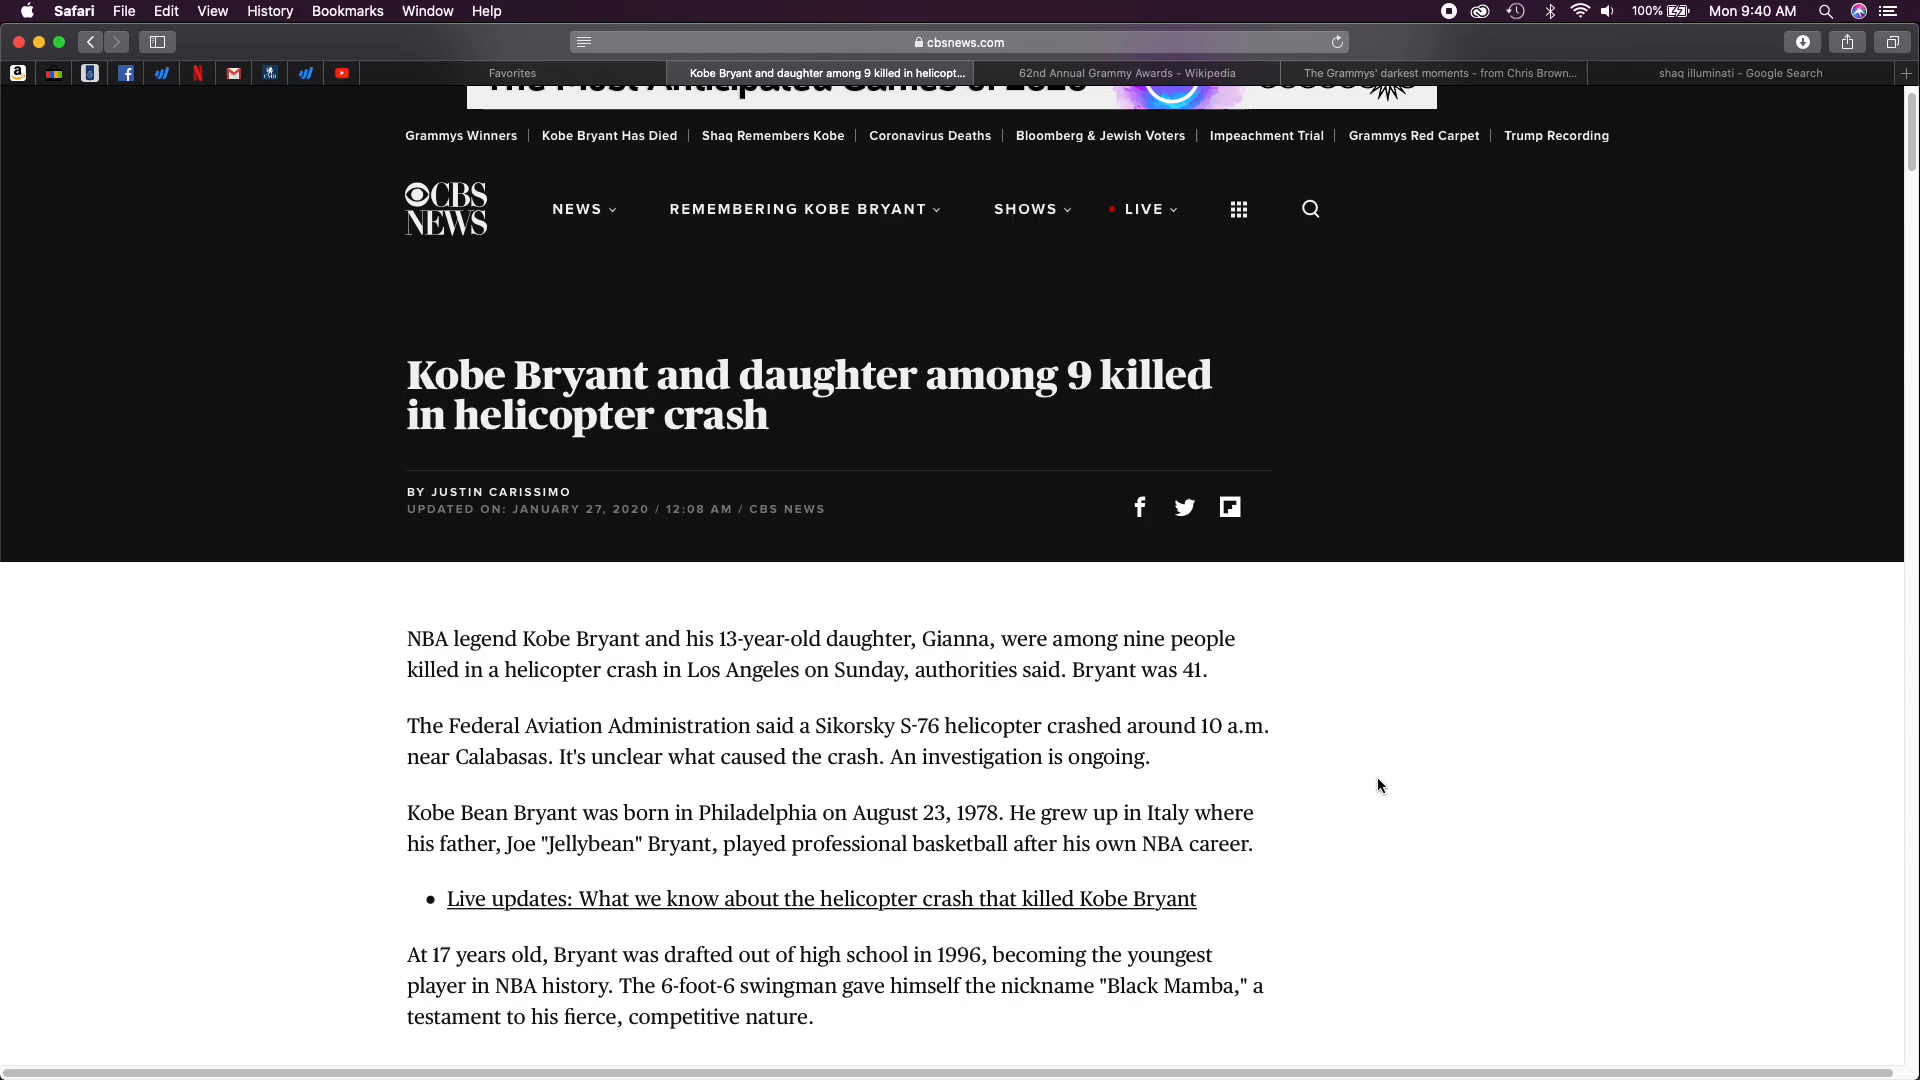 Safari File Edit View History Bookmarks Window Help 100% Mon 9:40 AM
cbsnews.com
Favorites
Kobe Bryant and daughter among 9 killed in helicopt...
62nd Annual Grammy Awards - Wikipedia
The Grammys' darkest moments - from Chris Brown...
shaq illuminati - Google Search
The Most Anticipated Games of 2020
Grammys Winners | Kobe Bryant Has Died | Shaq Remembers Kobe | Coronavirus Deaths | Bloomberg & Jewish Voters | Impeachment Trial | Grammys Red Carpet | Trump Recording
CBS
NEWS
NEWS REMEMBERING KOBE BRYANT SHOWS LIVE
Kobe Bryant and daughter among 9 killed
in helicopter crash
BY JUSTIN CARISSIMO
UPDATED ON: JANUARY 27, 2020 / 12:08 AM / CBS NEWS
NBA legend Kobe Bryant and his 13-year-old daughter, Gianna, were among nine people
killed in a helicopter crash in Los Angeles on Sunday, authorities said. Bryant was 41.
The Federal Aviation Administration said a Sikorsky S-76 helicopter crashed around 10 a.m.
near Calabasas. It's unclear what caused the crash. An investigation is ongoing.
Kobe Bean Bryant was born in Philadelphia on August 23, 1978. He grew up in Italy where
his father, Joe "Jellybean" Bryant, played professional basketball after his own NBA career.
• Live updates: What we know about the helicopter crash that killed Kobe Bryant
At 17 years old, Bryant was drafted out of high school in 1996, becoming the youngest
player in NBA history. The 6-foot-6 swingman gave himself the nickname "Black Mamba," a
testament to his fierce, competitive nature.